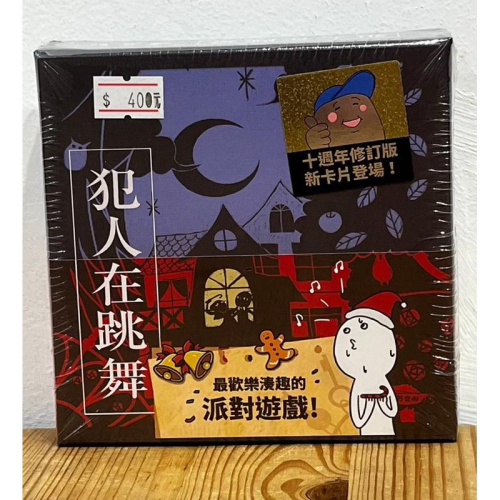 $ 400元
十週年修訂版
新卡片登場！
犯人在跳舞
最歡樂湊趣的
派對遊戲！